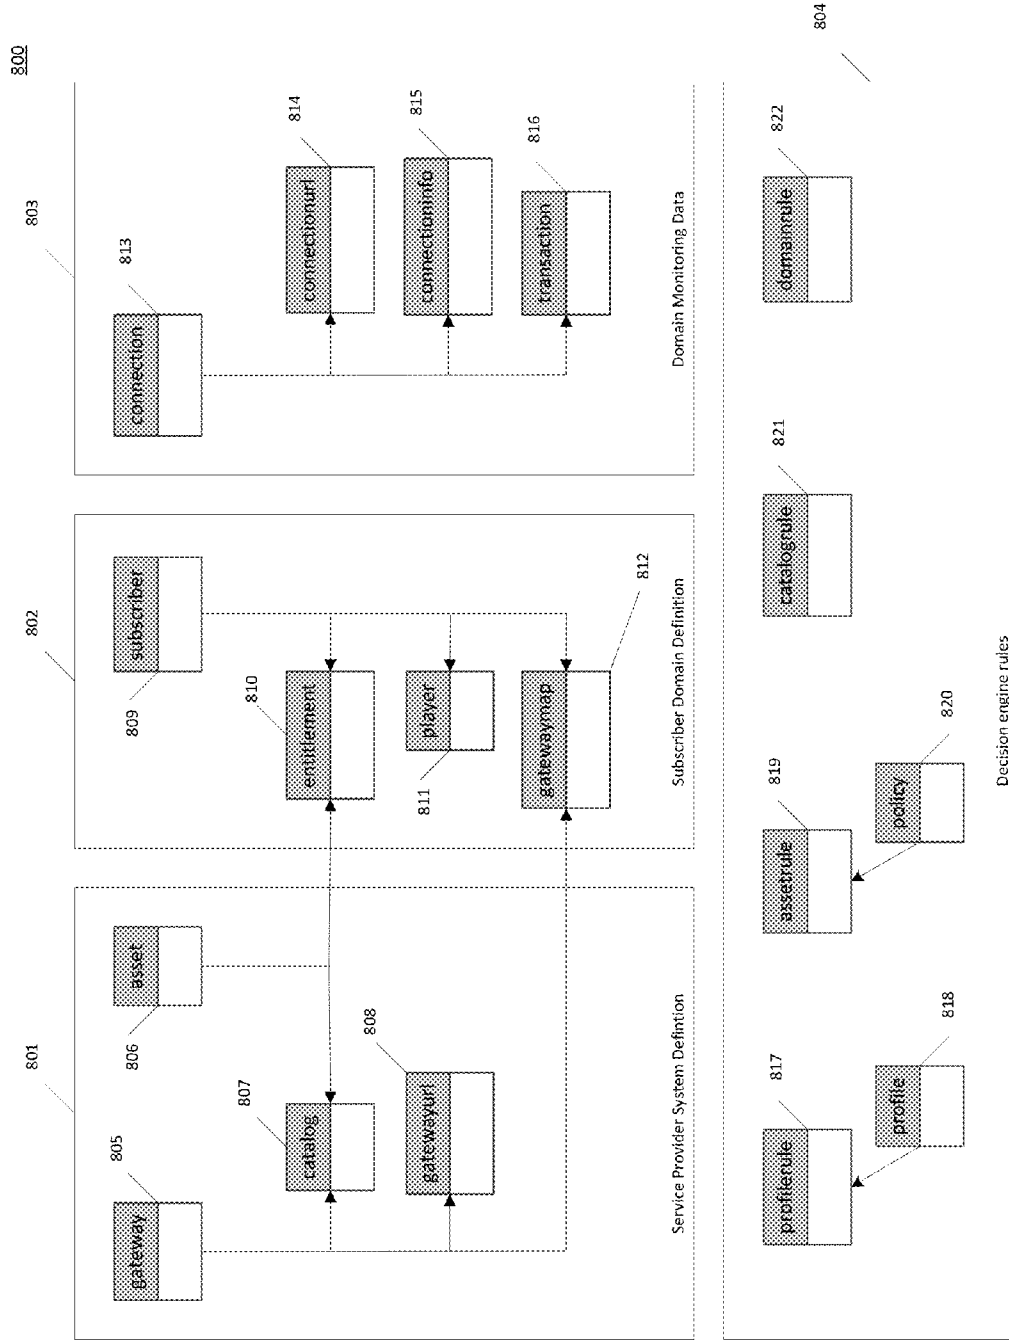 800
801
802
803
805
gateway
806
asset
807
catalog
808
gatewayurl
Service Provider System Defintion
809
subscriber
810
entitlement
811
player
812
gatewaymap
Subscriber Domain Definition
813
connection
814
connectionurl
815
connectioninfo
816
transaction
Domain Monitoring Data
804
817
profilerule
818
profile
819
assetrule
820
policy
821
catalogrule
822
domainrule
Decision engine rules